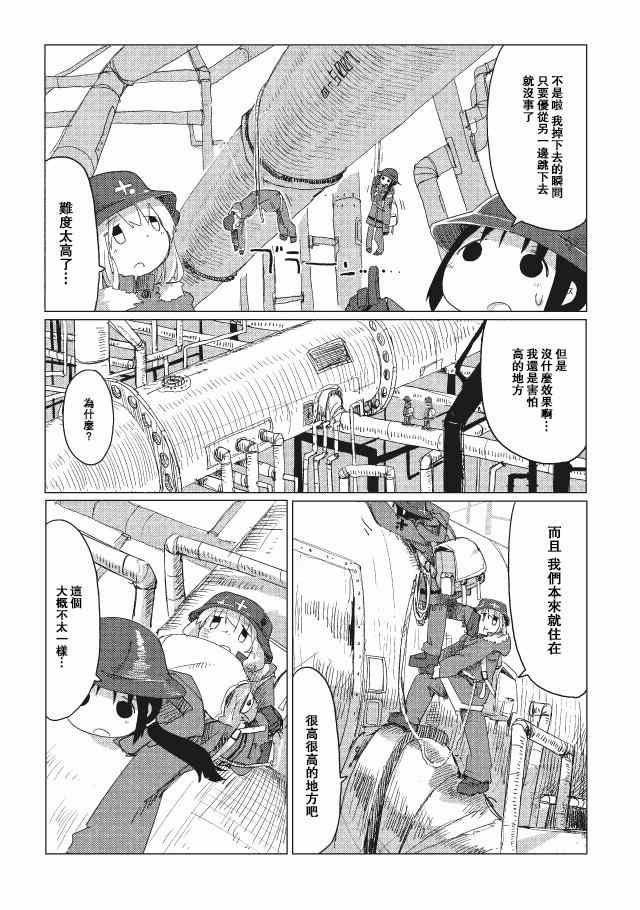 不是啦 我掉下去的瞬間
只要優從另一邊跳下去
就沒事了
難度太高了…
但是
沒什麼效果啊…
我還是害怕
高的地方
為什麼？
而且 我們本來就住在
很高很高的地方吧
這個
大概不太一樣…